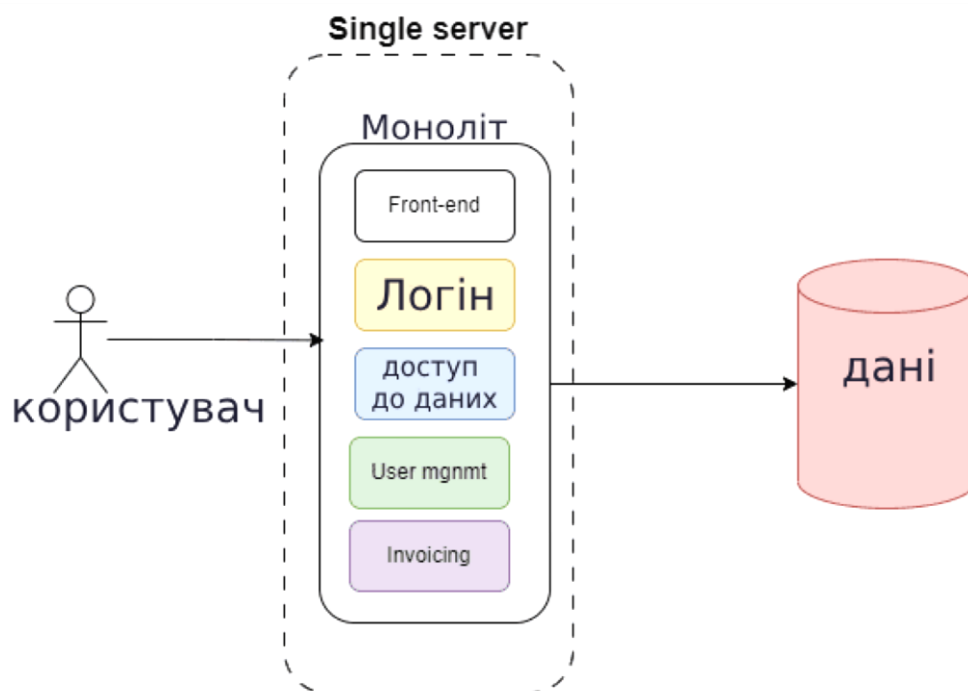 Single server
Моноліт
Front-end
Логін
доступ
до даних
User mgnmt
Invoicing
користувач
дані